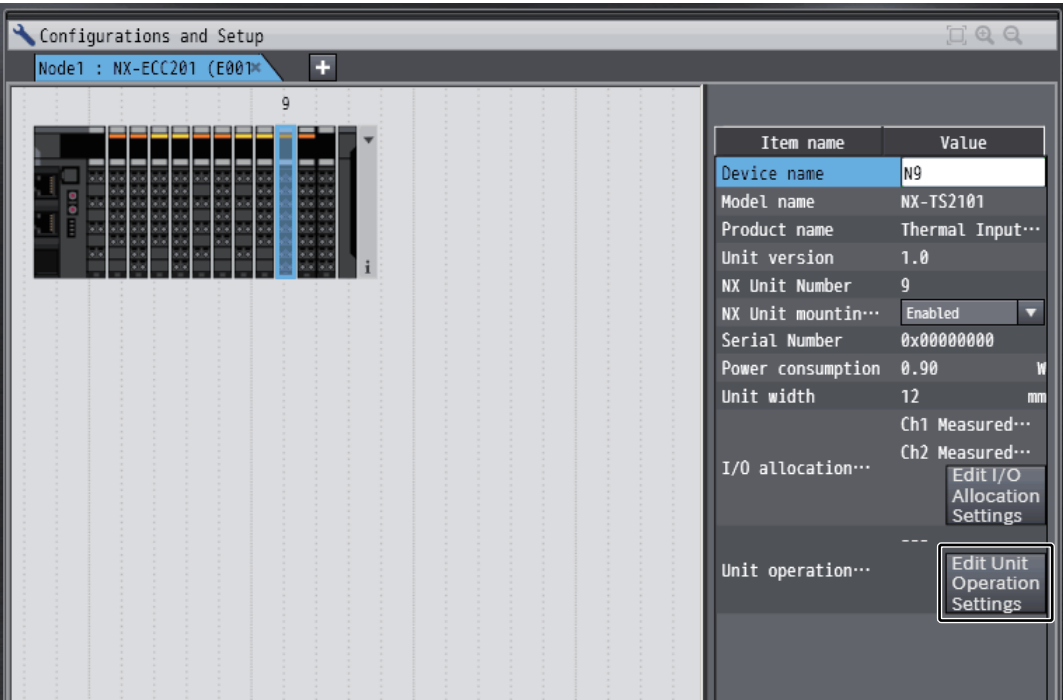 Configurations and Setup
Node1 : NX-ECC201 (E001
9
Item name Value
Device name N9
Model name NX-TS2101
Product name Thermal Input…
Unit version 1.0
NX Unit Number 9
NX Unit mountin… Enabled
Serial Number 0x00000000
Power consumption 0.90 W
Unit width 12 mm
Ch1 Measured…
Ch2 Measured…
I/O allocation…
Edit I/O
Allocation
Settings
---
Unit operation…
Edit Unit
Operation
Settings
i